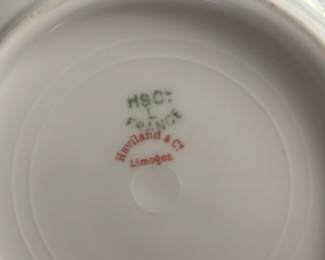 H&Cº
L
FRANCE
Haviland & Cº
Limoges